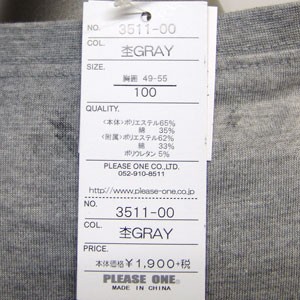 NO. 3511-00
COL. 杢GRAY
SIZE.
胸囲 49-55
100
QUALITY.
〈本体〉ポリエステル65%
綿 35%
〈附属〉ポリエステル62%
綿 33%
ポリウレタン 5%
PLEASE ONE CO.,LTD.
052-910-8511
http://www.please-one.co.jp
NO. 3511-00
COL. 杢GRAY
PRICE.
本体価格 ¥1,900+税
PLEASE ONE.
MADE IN CHINA